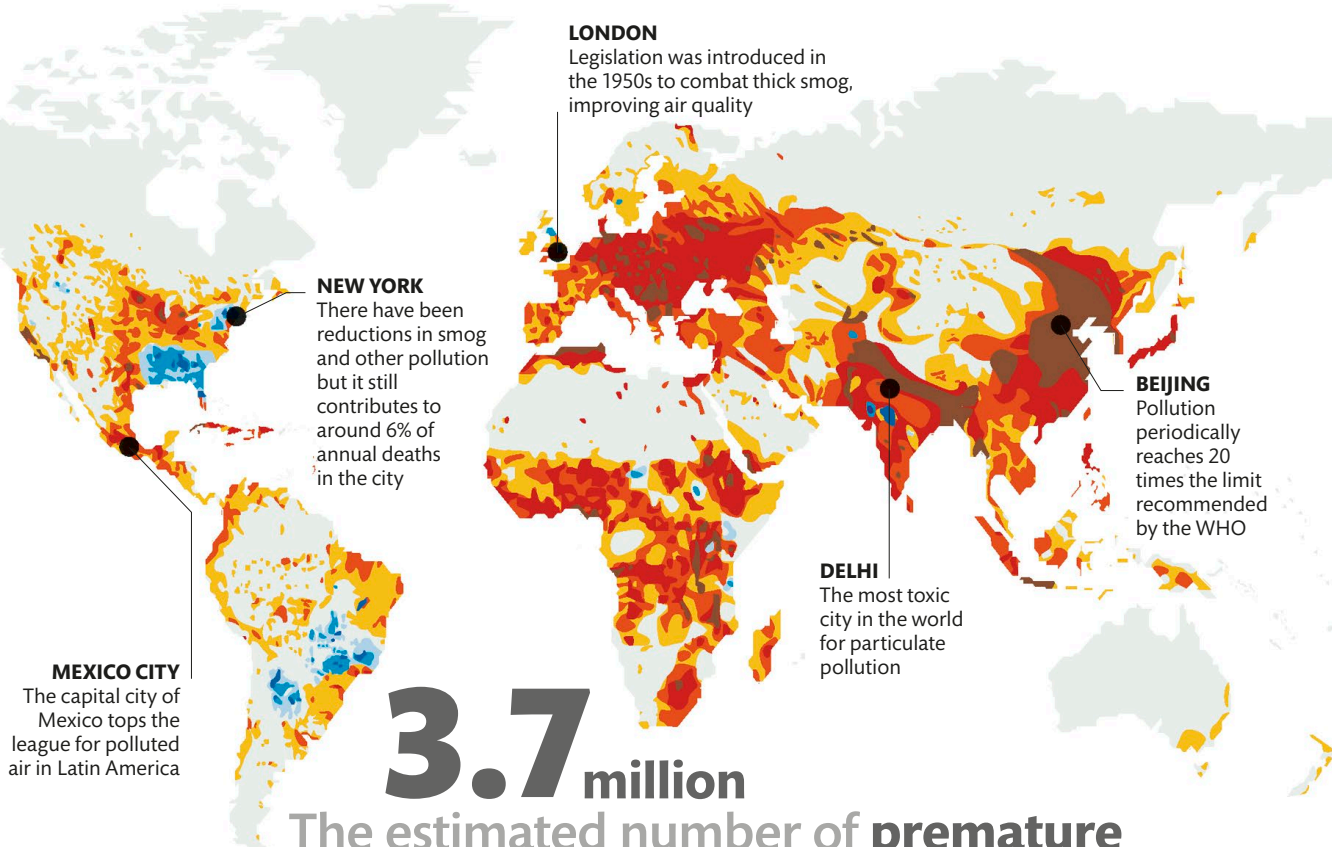 LONDON
Legislation was introduced in
the 1950s to combat thick smog,
improving air quality
NEW YORK
There have been
reductions in smog
and other pollution
but it still
contributes to
around 6% of
annual deaths
in the city
BEIJING
Pollution
periodically
reaches 20
times the limit
recommended
by the WHO
DELHI
The most toxic
city in the world
for particulate
pollution
MEXICO CITY
The capital city of
Mexico tops the
league for polluted
air in Latin America
3.7 million
The estimated number of premature